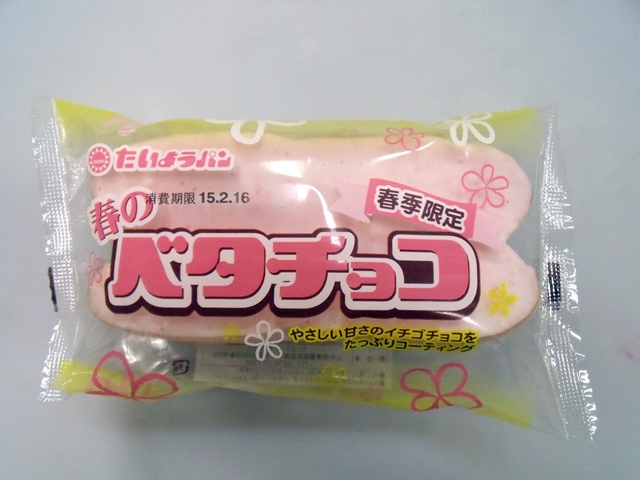 たいようパン
消費期限 15.2.16
春の
春季限定
ベタチョコ
やさしい甘さのイチゴチョコを
たっぷりコーティング